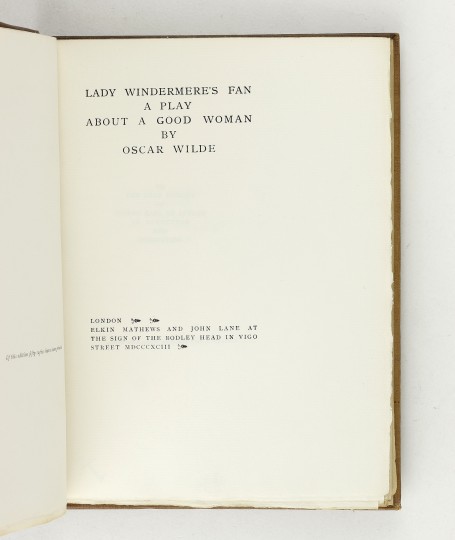 LADY WINDERMERE'S FAN
A PLAY
ABOUT A GOOD WOMAN
BY
OSCAR WILDE
LONDON
ELKIN MATHEWS AND JOHN LANE AT
THE SIGN OF THE BODLEY HEAD IN VIGO
STREET MDCCCXCIII